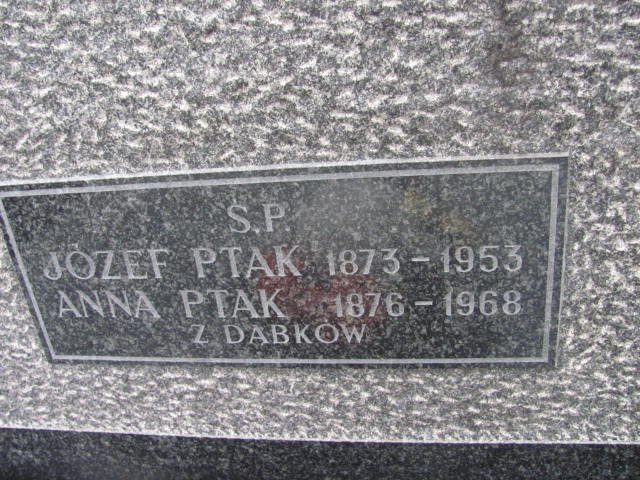 Ś.P.
JÓZEF PTAK 1873 – 1953
ANNA PTAK 1876 – 1968
Z DĄBKÓW